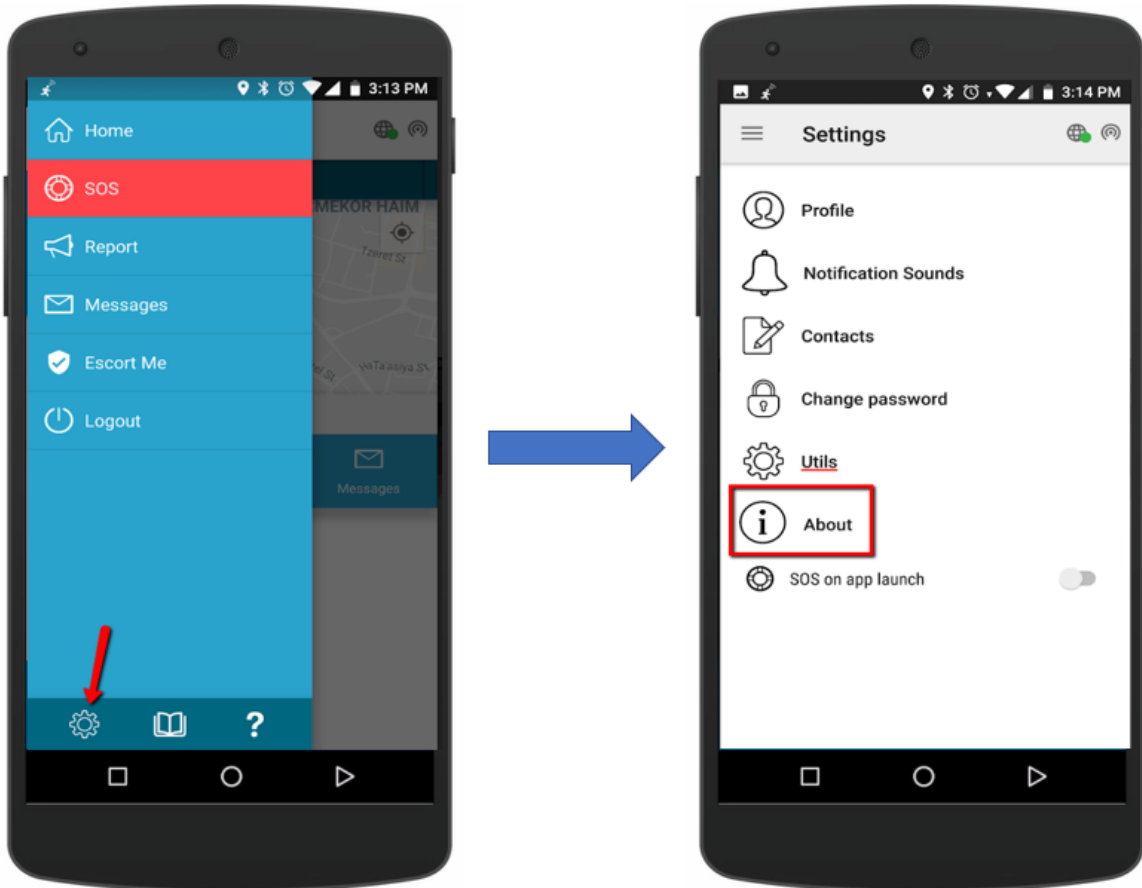 3:13 PM
Home
SOS
MEKOR HAIM
Tzeret St
Report
Messages
HaTa'asiya St
Escort Me
Logout
Messages
?
3:14 PM
Settings
Profile
Notification Sounds
Contacts
Change password
Utils
i About
SOS on app launch